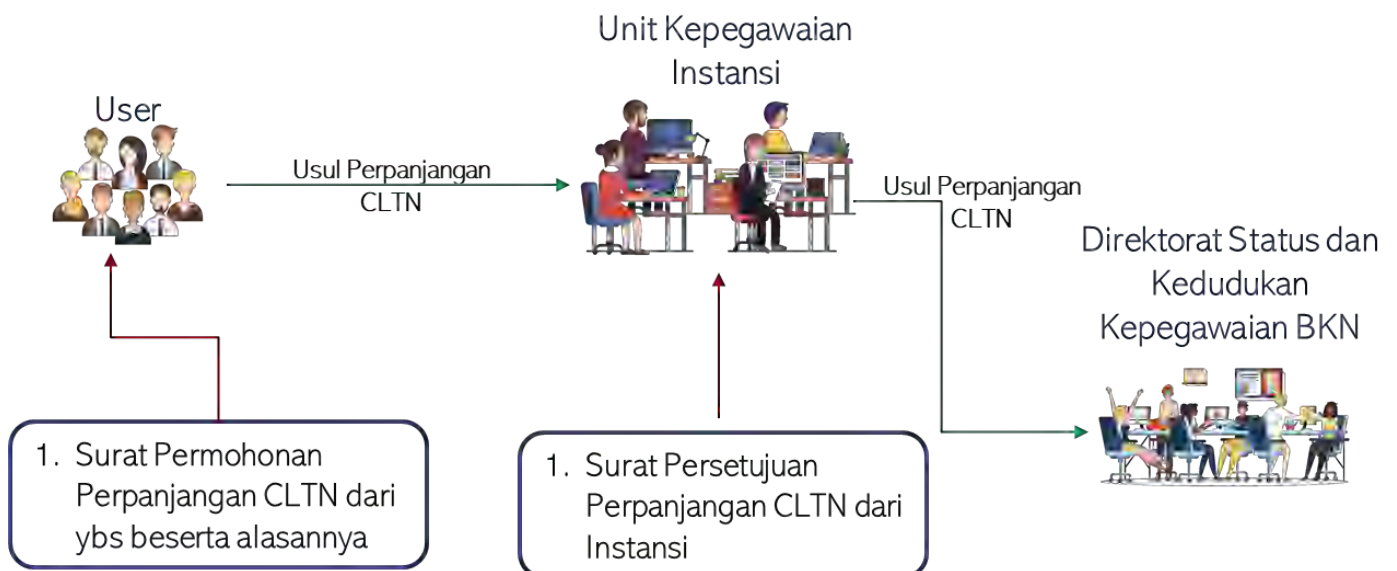 Unit Kepegawaian
Instansi
User
Usul Perpanjangan
CLTN
Usul Perpanjangan
CLTN
Direktorat Status dan
Kedudukan
Kepegawaian BKN
1. Surat Permohonan
Perpanjangan CLTN dari
ybs beserta alasannya
1. Surat Persetujuan
Perpanjangan CLTN dari
Instansi